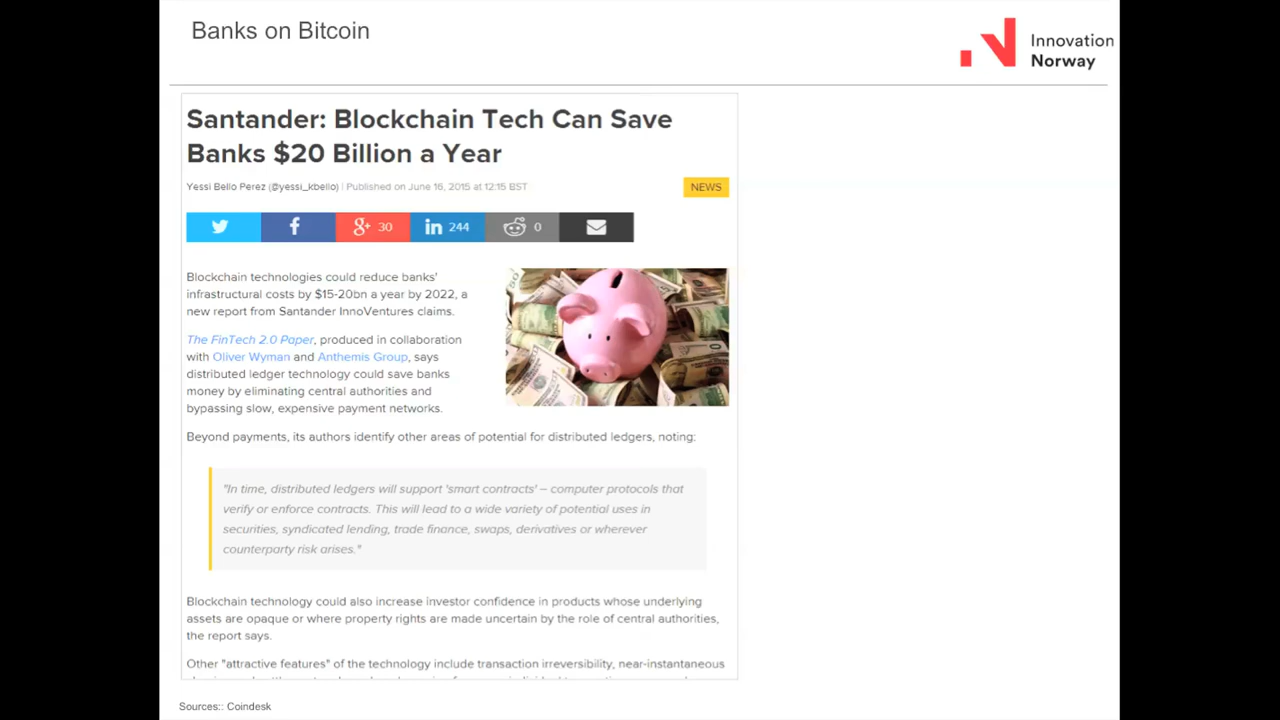 Banks on Bitcoin
Innovation
Norway
Santander: Blockchain Tech Can Save
Banks $20 Billion a Year
Yessi Bello Perez (@yessi_kbello) | Published on June 16, 2015 at 12:15 BST
NEWS
30
244
0
Blockchain technologies could reduce banks'
infrastructural costs by $15-20bn a year by 2022, a
new report from Santander InnoVentures claims.
The FinTech 2.0 Paper, produced in collaboration
with Oliver Wyman and Anthemis Group, says
distributed ledger technology could save banks
money by eliminating central authorities and
bypassing slow, expensive payment networks.
Beyond payments, its authors identify other areas of potential for distributed ledgers, noting:
"In time, distributed ledgers will support 'smart contracts' – computer protocols that
verify or enforce contracts. This will lead to a wide variety of potential uses in
securities, syndicated lending, trade finance, swaps, derivatives or wherever
counterparty risk arises."
Blockchain technology could also increase investor confidence in products whose underlying
assets are opaque or where property rights are made uncertain by the role of central authorities,
the report says.
Other "attractive features" of the technology include transaction irreversibility, near-instantaneous
Sources:: Coindesk